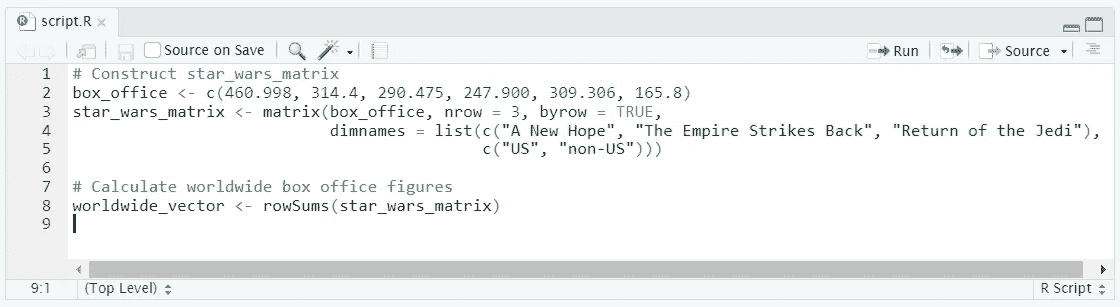 script.R
Source on Save
Run
Source
1 # Construct star_wars_matrix
2 box_office <- c(460.998, 314.4, 290.475, 247.900, 309.306, 165.8)
3 star_wars_matrix <- matrix(box_office, nrow = 3, byrow = TRUE,
4                            dimnames = list(c("A New Hope", "The Empire Strikes Back", "Return of the Jedi"),
5                                            c("US", "non-US")))
6
7 # Calculate worldwide box office figures
8 worldwide_vector <- rowSums(star_wars_matrix)
9
9:1 (Top Level) R Script